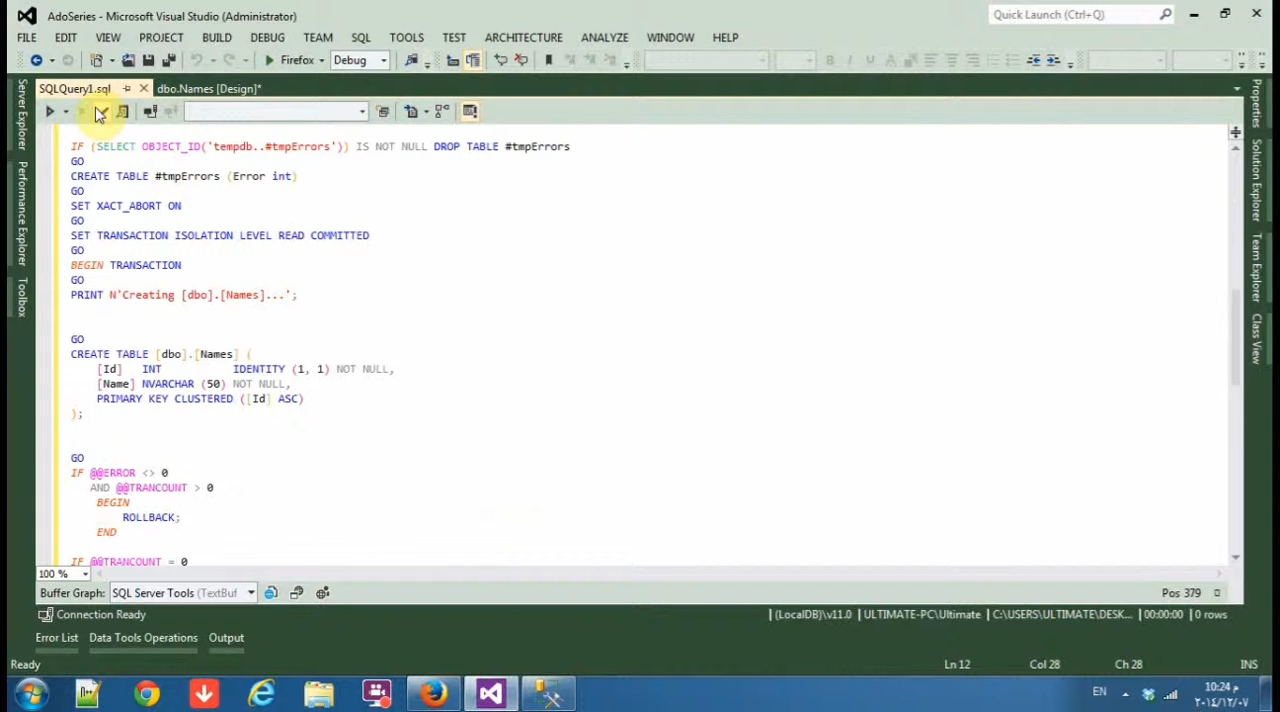 AdoSeries - Microsoft Visual Studio (Administrator)
Quick Launch (Ctrl+Q)
FILE EDIT VIEW PROJECT BUILD DEBUG TEAM SQL TOOLS TEST ARCHITECTURE ANALYZE WINDOW HELP
Firefox Debug
SQLQuery1.sql dbo.Names [Design]*
Server Explorer
Performance Explorer
Toolbox
IF (SELECT OBJECT_ID('tempdb..#tmpErrors')) IS NOT NULL DROP TABLE #tmpErrors
GO
CREATE TABLE #tmpErrors (Error int)
GO
SET XACT_ABORT ON
GO
SET TRANSACTION ISOLATION LEVEL READ COMMITTED
GO
BEGIN TRANSACTION
GO
PRINT N'Creating [dbo].[Names]...';
GO
CREATE TABLE [dbo].[Names] (
[Id] INT IDENTITY (1, 1) NOT NULL,
[Name] NVARCHAR (50) NOT NULL,
PRIMARY KEY CLUSTERED ([Id] ASC)
);
GO
IF @@ERROR <> 0
AND @@TRANCOUNT > 0
BEGIN
ROLLBACK;
END
IF @@TRANCOUNT = 0
Properties
Solution Explorer
Team Explorer
Class View
100 %
Buffer Graph: SQL Server Tools (TextBuf Pos 379
Connection Ready (LocalDB)\v11.0 ULTIMATE-PC\Ultimate C:\USERS\ULTIMATE\DESK... 00:00:00 0 rows
Error List Data Tools Operations Output
Ready Ln 12 Col 28 Ch 28 INS
EN
10:24 م
٢٠١٤/١٢/٠٧